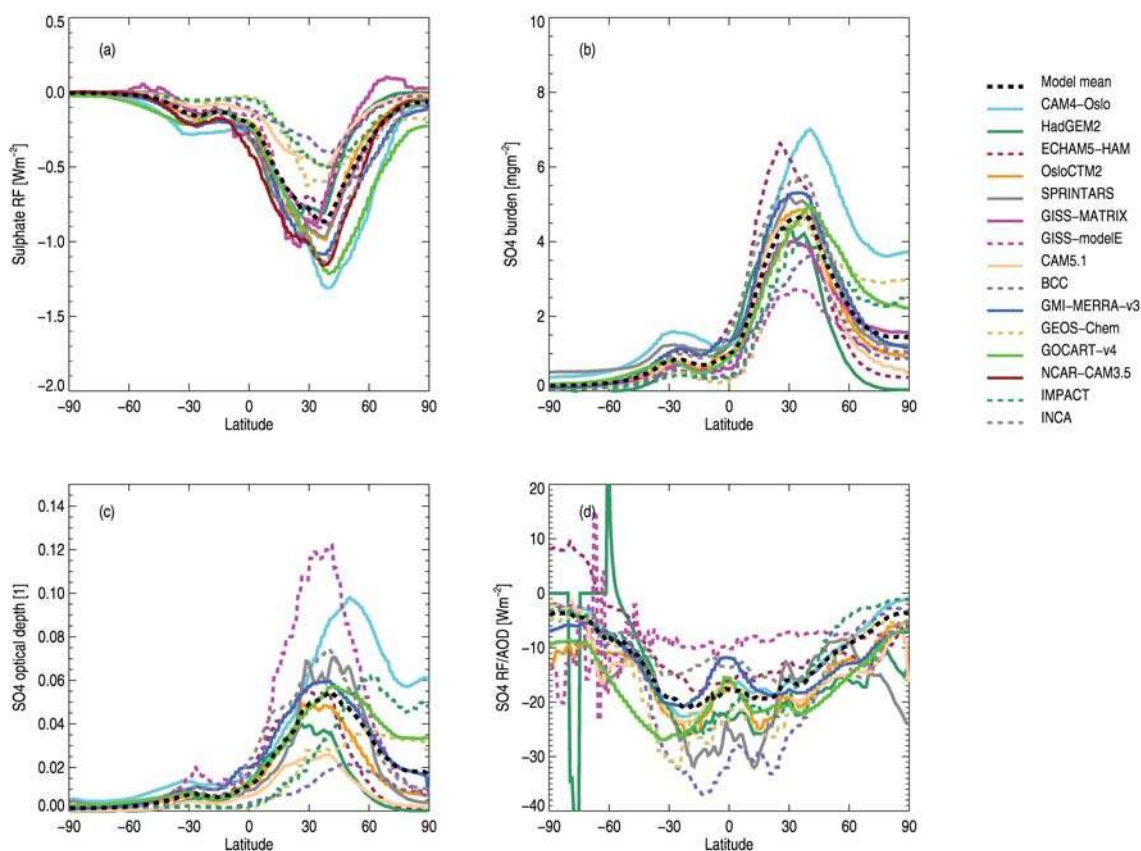 (a)
Sulphate RF [Wm⁻²]
0.5
0.0
−0.5
−1.0
−1.5
−2.0
−90 −60 −30 0 30 60 90
Latitude
(b)
SO4 burden [mgm⁻²]
10
8
6
4
2
0
−90 −60 −30 0 30 60 90
Latitude
Model mean
CAM4−Oslo
HadGEM2
ECHAM5−HAM
OsloCTM2
SPRINTARS
GISS−MATRIX
GISS−modelE
CAM5.1
BCC
GMI−MERRA−v3
GEOS−Chem
GOCART−v4
NCAR−CAM3.5
IMPACT
INCA
(c)
SO4 optical depth [1]
0.14
0.12
0.10
0.08
0.06
0.04
0.02
0.00
−90 −60 −30 0 30 60 90
Latitude
(d)
SO4 RF/AOD [Wm⁻²]
20
10
0
−10
−20
−30
−40
−90 −60 −30 0 30 60 90
Latitude